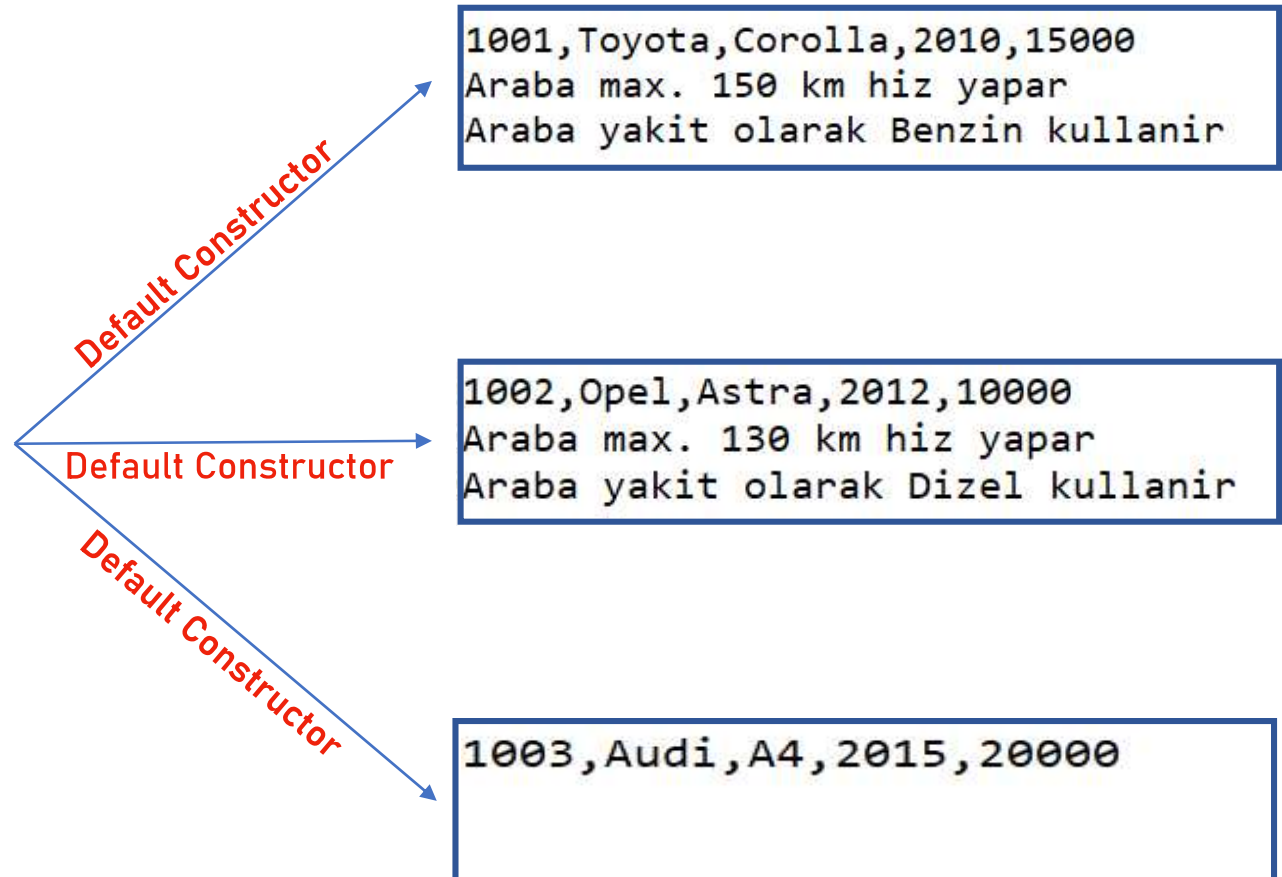 1001,Toyota,Corolla,2010,15000
Araba max. 150 km hiz yapar
Araba yakit olarak Benzin kullanir
Default Constructor
1002,Opel,Astra,2012,10000
Araba max. 130 km hiz yapar
Araba yakit olarak Dizel kullanir
Default Constructor
Default Constructor
1003,Audi,A4,2015,20000